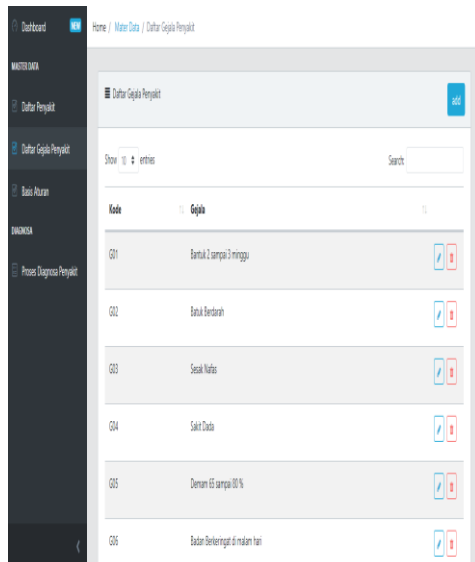 Dashboard NEW
Home / Mater Data / Daftar Gejala Penyakit
MASTER DATA
Daftar Penyakit
Daftar Gejala Penyakit
Basis Aturan
DIAGNOSA
Proses Diagnosa Penyakit
Daftar Gejala Penyakit
add
Show 10 entries
Search:
Kode Gejala
G01 Bantuk 2 sampai 3 minggu
G02 Batuk Berdarah
G03 Sesak Nafas
G04 Sakit Dada
G05 Demam 65 sampai 80 %
G06 Badan Berkeringat di malam hari